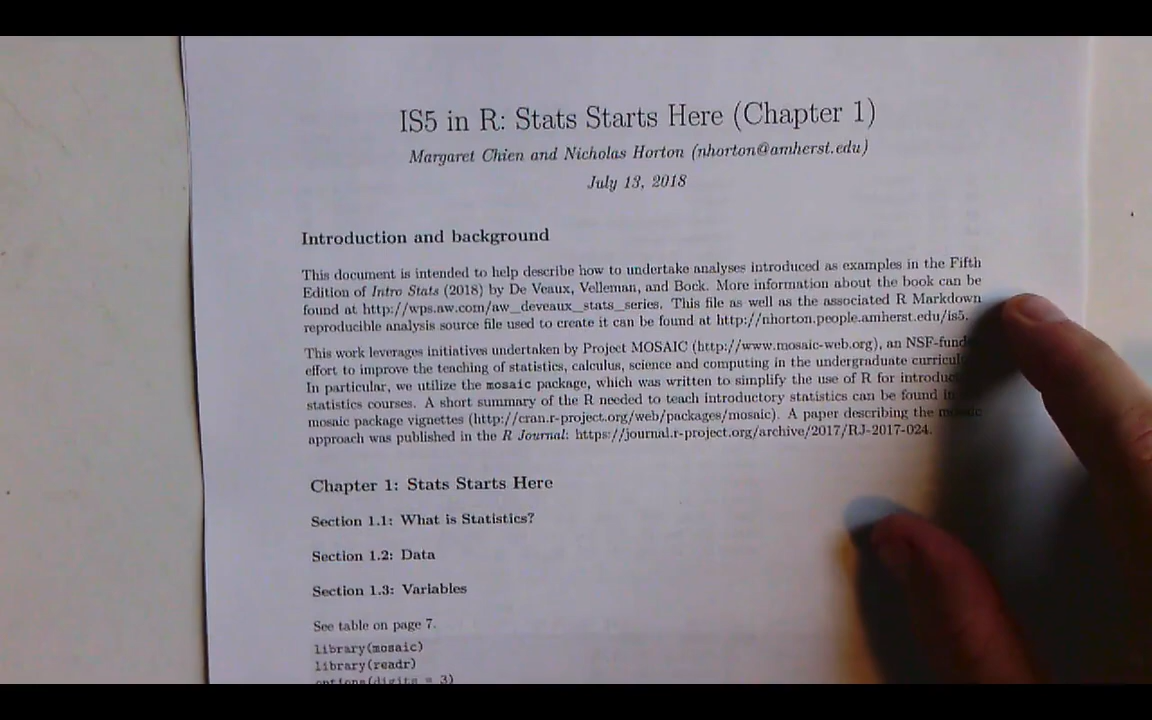 IS5 in R: Stats Starts Here (Chapter 1)
Margaret Chien and Nicholas Horton (nhorton@amherst.edu)
July 13, 2018
Introduction and background
This document is intended to help describe how to undertake analyses introduced as examples in the Fifth
Edition of Intro Stats (2018) by De Veaux, Velleman, and Bock. More information about the book can be
found at http://wps.aw.com/aw_deveaux_stats_series. This file as well as the associated R Markdown
reproducible analysis source file used to create it can be found at http://nhorton.people.amherst.edu/is5.
This work leverages initiatives undertaken by Project MOSAIC (http://www.mosaic-web.org), an
effort to improve the teaching of statistics, calculus, science and computing in the undergraduate
In particular, we utilize the mosaic package, which was written to simplify the use of R for
statistics courses. A short summary of the R needed to teach introductory statistics can be found in
mosaic package vignettes (http://cran.r-project.org/web/packages/mosaic). A paper describing the mosaic
approach was published in the R Journal: https://journal.r-project.org/archive/2017/RJ-2017-024.
Chapter 1: Stats Starts Here
Section 1.1: What is Statistics?
Section 1.2: Data
Section 1.3: Variables
See table on page 7.
library(mosaic)
library(readr)
options(digits = 3)